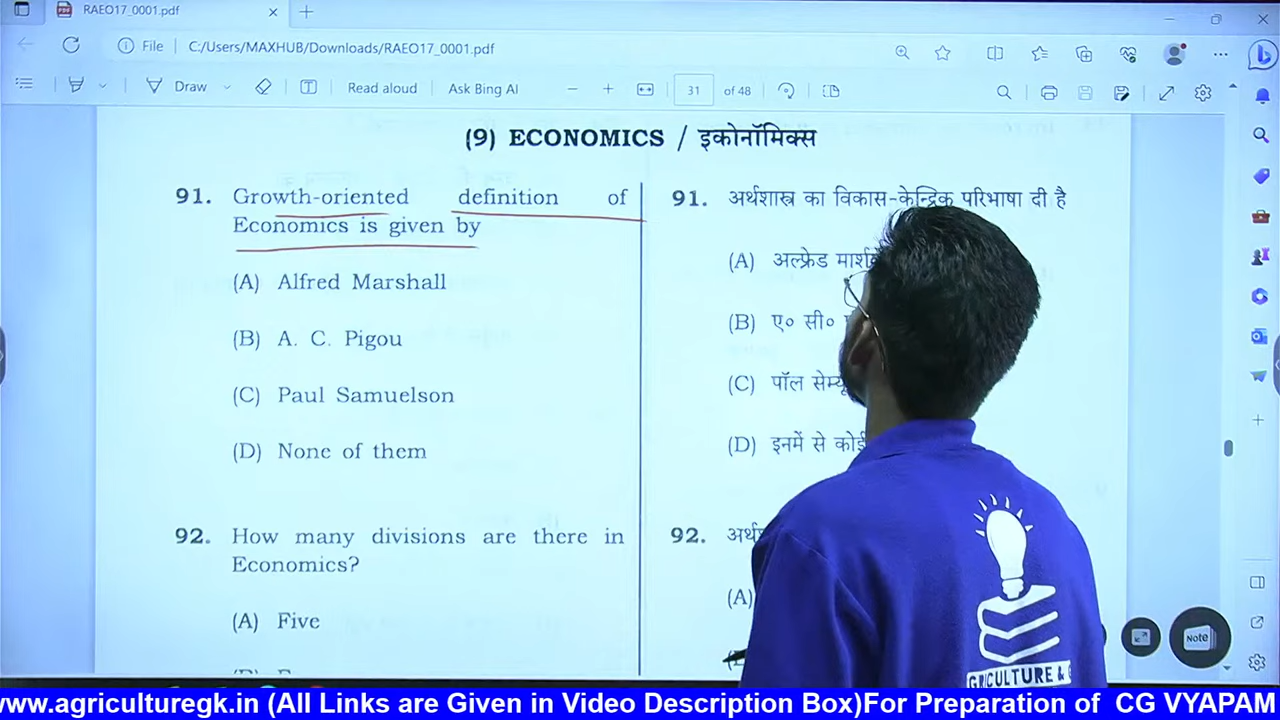 RAEO17_0001.pdf
File
C:/Users/MAXHUB/Downloads/RAEO17_0001.pdf
Draw
Read aloud
Ask Bing AI
31
of 48
(9) ECONOMICS / इकोनॉमिक्स
91. Growth-oriented definition of
Economics is given by
(A) Alfred Marshall
(B) A. C. Pigou
(C) Paul Samuelson
(D) None of them
92. How many divisions are there in
Economics?
(A) Five
91. अर्थशास्त्र का विकास-केन्द्रिक परिभाषा दी है
(A) अल्फ्रेड
(B) ए० सी०
(C) पॉल
(D) इनमें से
92.
(A)
Note
www.agriculturegk.in (All Links are Given in Video Description Box)For Preparation of CG VYAPAM